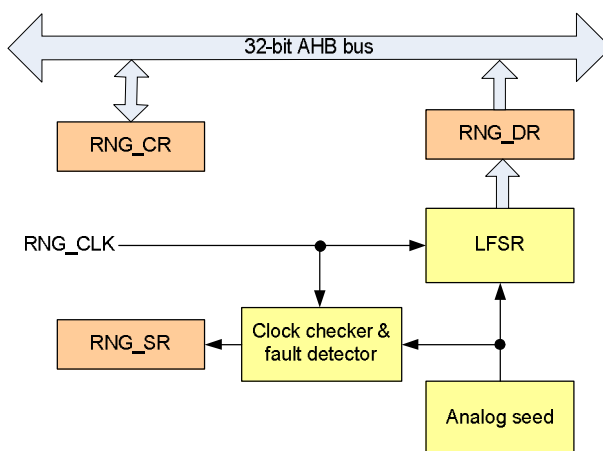 32-bit AHB bus
RNG_CR
RNG_DR
RNG_CLK
LFSR
Clock checker &
fault detector
RNG_SR
Analog seed